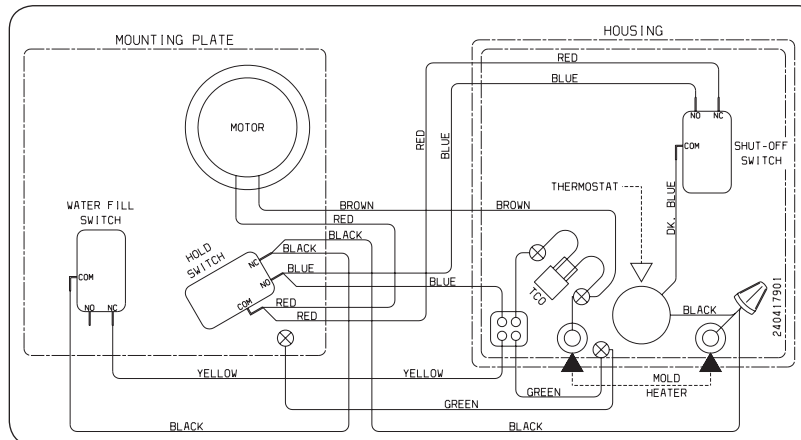 HOUSING
MOUNTING PLATE
RED
BLUE
MOTOR
RED
BLUE
NO
NC
COM
SHUT-OFF
SWITCH
THERMOSTAT
DK. BLUE
BROWN
BROWN
RED
WATER FILL
SWITCH
BLACK
BLACK
HOLD
SWITCH
NC
NO
COM
BLUE
BLUE
COM
NO
NC
RED
RED
TCO
BLACK
240417901
YELLOW
YELLOW
MOLD
HEATER
GREEN
GREEN
BLACK
BLACK